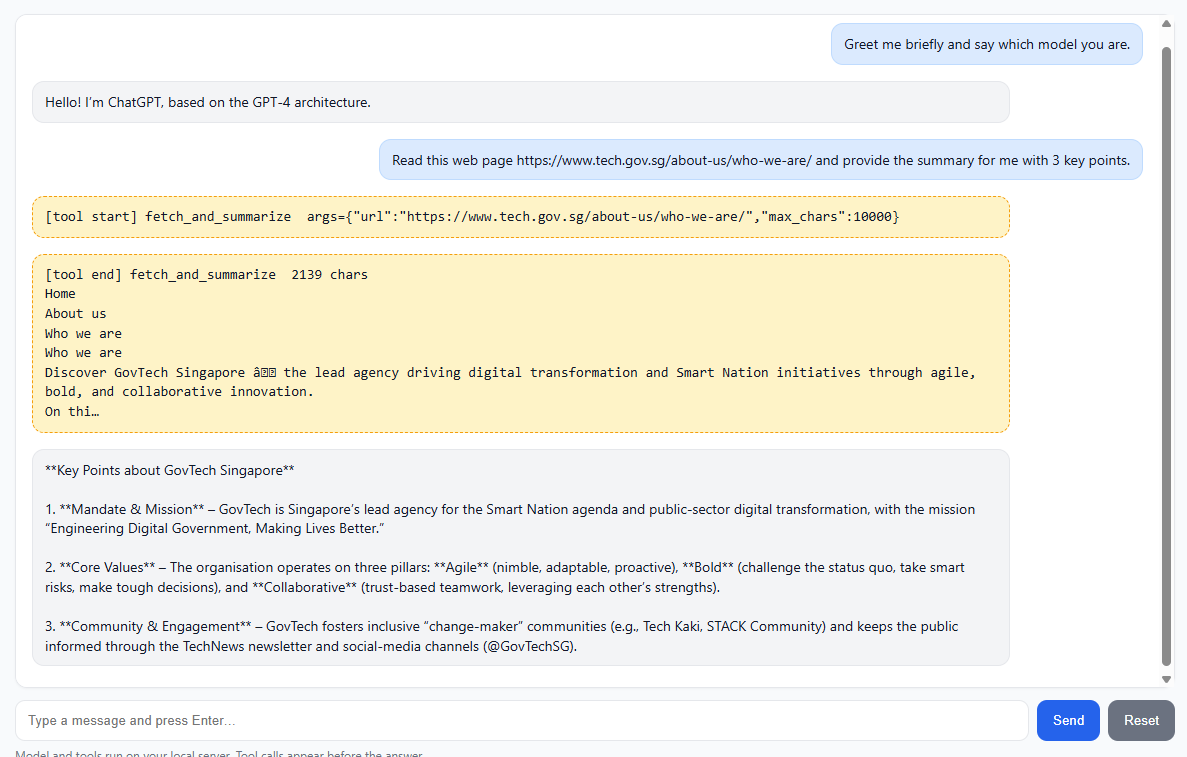 Greet me briefly and say which model you are.
Hello! I'm ChatGPT, based on the GPT-4 architecture.
Read this web page https://www.tech.gov.sg/about-us/who-we-are/ and provide the summary for me with 3 key points.
[tool start] fetch_and_summarize  args={"url":"https://www.tech.gov.sg/about-us/who-we-are/","max_chars":10000}
[tool end] fetch_and_summarize  2139 chars
Home
About us
Who we are
Who we are
Discover GovTech Singapore â the lead agency driving digital transformation and Smart Nation initiatives through agile,
bold, and collaborative innovation.
On thi…
**Key Points about GovTech Singapore**
1. **Mandate & Mission** – GovTech is Singapore's lead agency for the Smart Nation agenda and public-sector digital transformation, with the mission
“Engineering Digital Government, Making Lives Better.”
2. **Core Values** – The organisation operates on three pillars: **Agile** (nimble, adaptable, proactive), **Bold** (challenge the status quo, take smart
risks, make tough decisions), and **Collaborative** (trust-based teamwork, leveraging each other's strengths).
3. **Community & Engagement** – GovTech fosters inclusive “change-maker” communities (e.g., Tech Kaki, STACK Community) and keeps the public
informed through the TechNews newsletter and social-media channels (@GovTechSG).
Type a message and press Enter…
Send
Reset
Model and tools run on your local server. Tool calls appear before the answer.